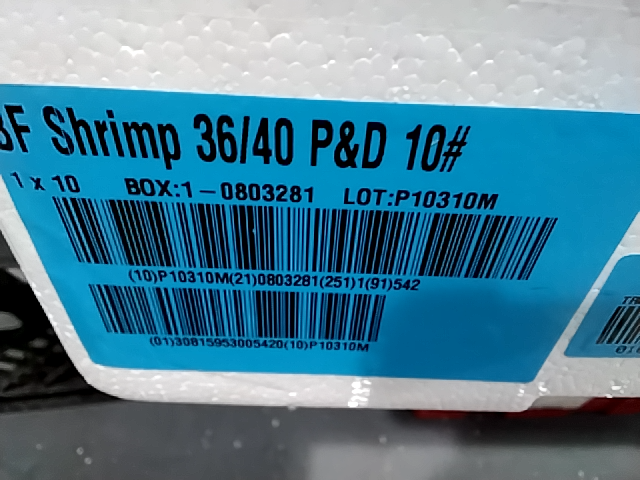 BF Shrimp 36/40 P&D 10#
1 x 10 BOX:1-0803281 LOT:P10310M
(10)P10310M(21)0803281(251)1(91)542
(01)30815953005420(10)P10310M